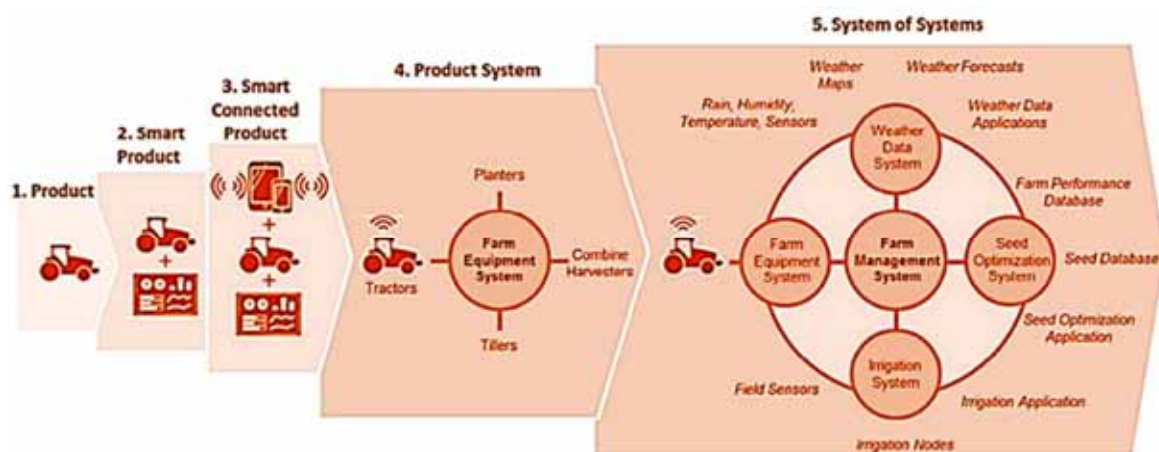 1. Product
2. Smart
Product
3. Smart
Connected
Product
+
+
+
4. Product System
Planters
Farm
Equipment
System
Tractors
Combine
Harvesters
Tillers
5. System of Systems
Weather
Maps
Weather Forecasts
Rain, Humidity,
Temperature, Sensors
Weather Data
Applications
Weather
Data
System
Farm Performance
Database
Farm
Equipment
System
Farm
Management
System
Seed
Optimization
System
Seed Database
Seed Optimization
Application
Irrigation
System
Field Sensors
Irrigation Application
Irrigation Nodes